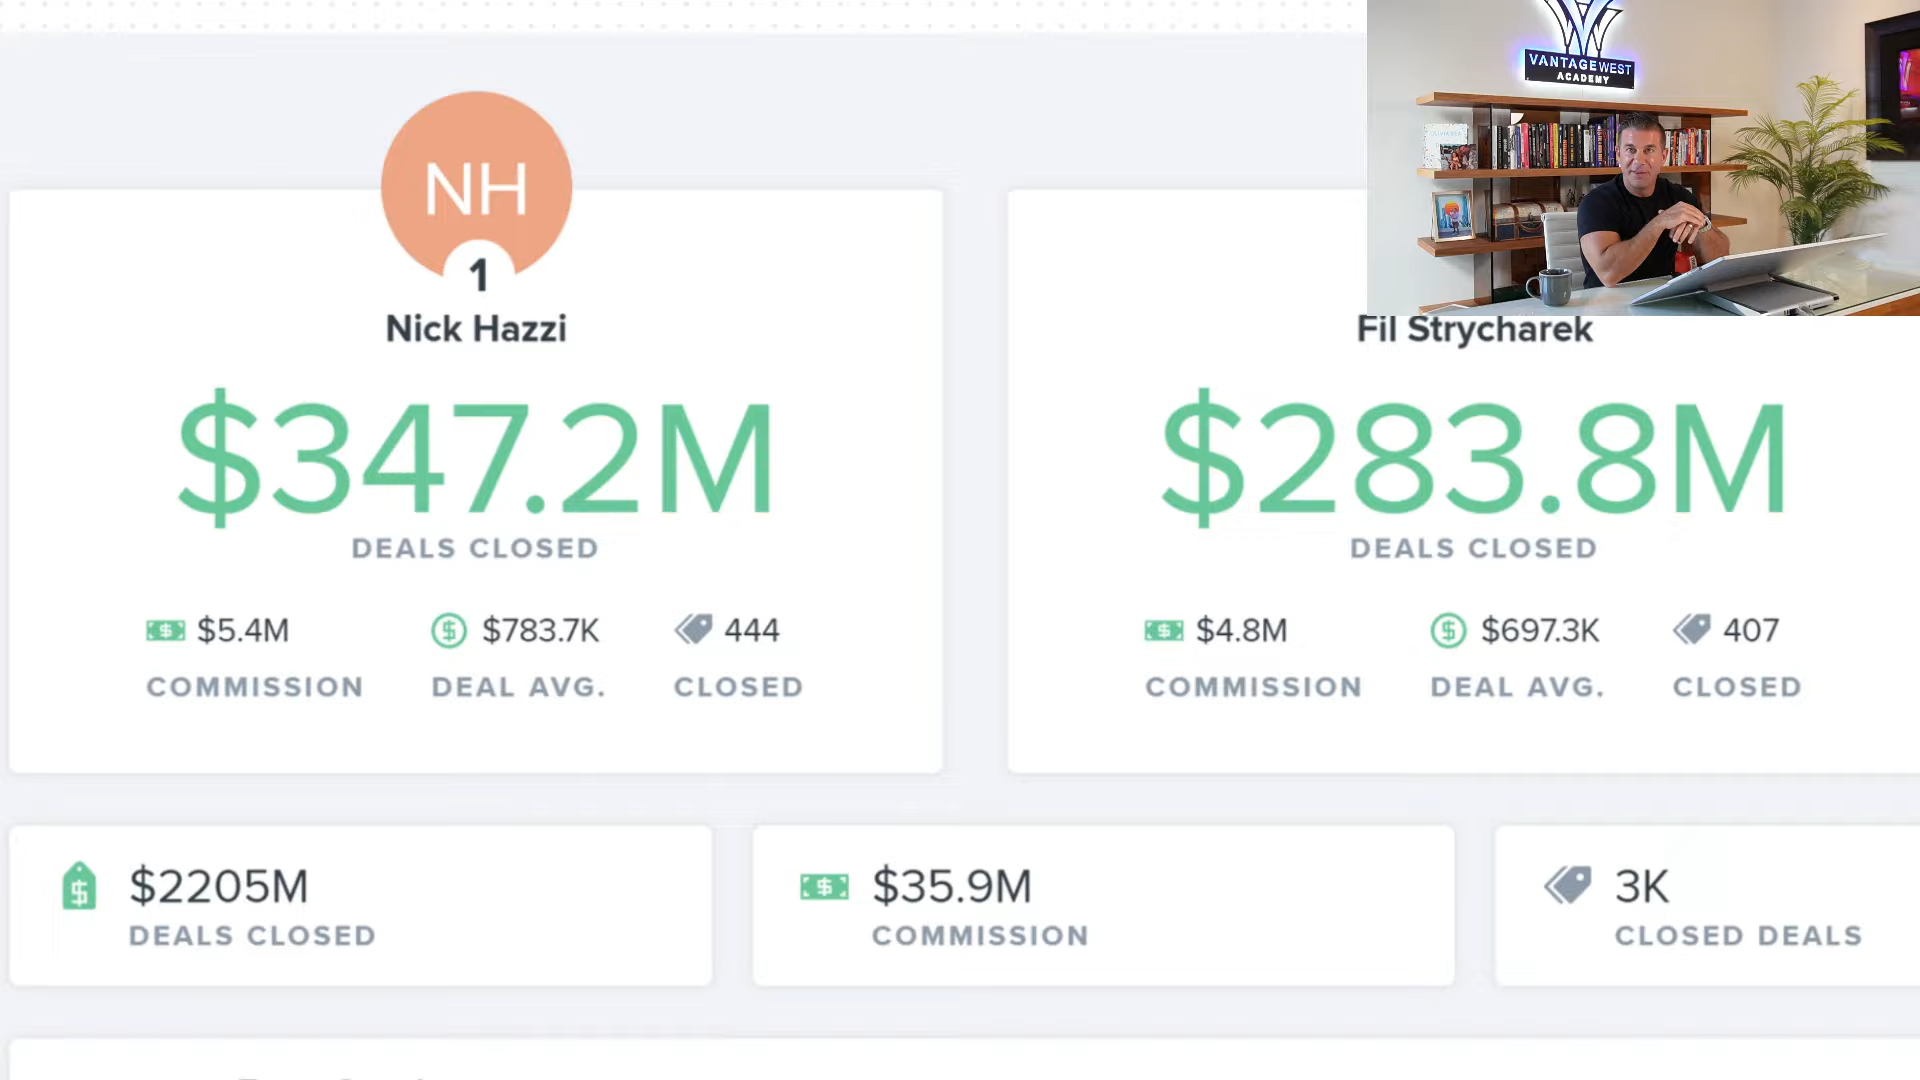 VANTAGEWEST
ACADEMY
NH
1
Nick Hazzi
$347.2M
DEALS CLOSED
$5.4M
COMMISSION
$783.7K
DEAL AVG.
444
CLOSED
Fil Strycharek
$283.8M
DEALS CLOSED
$4.8M
COMMISSION
$697.3K
DEAL AVG.
407
CLOSED
$2205M
DEALS CLOSED
$35.9M
COMMISSION
3K
CLOSED DEALS